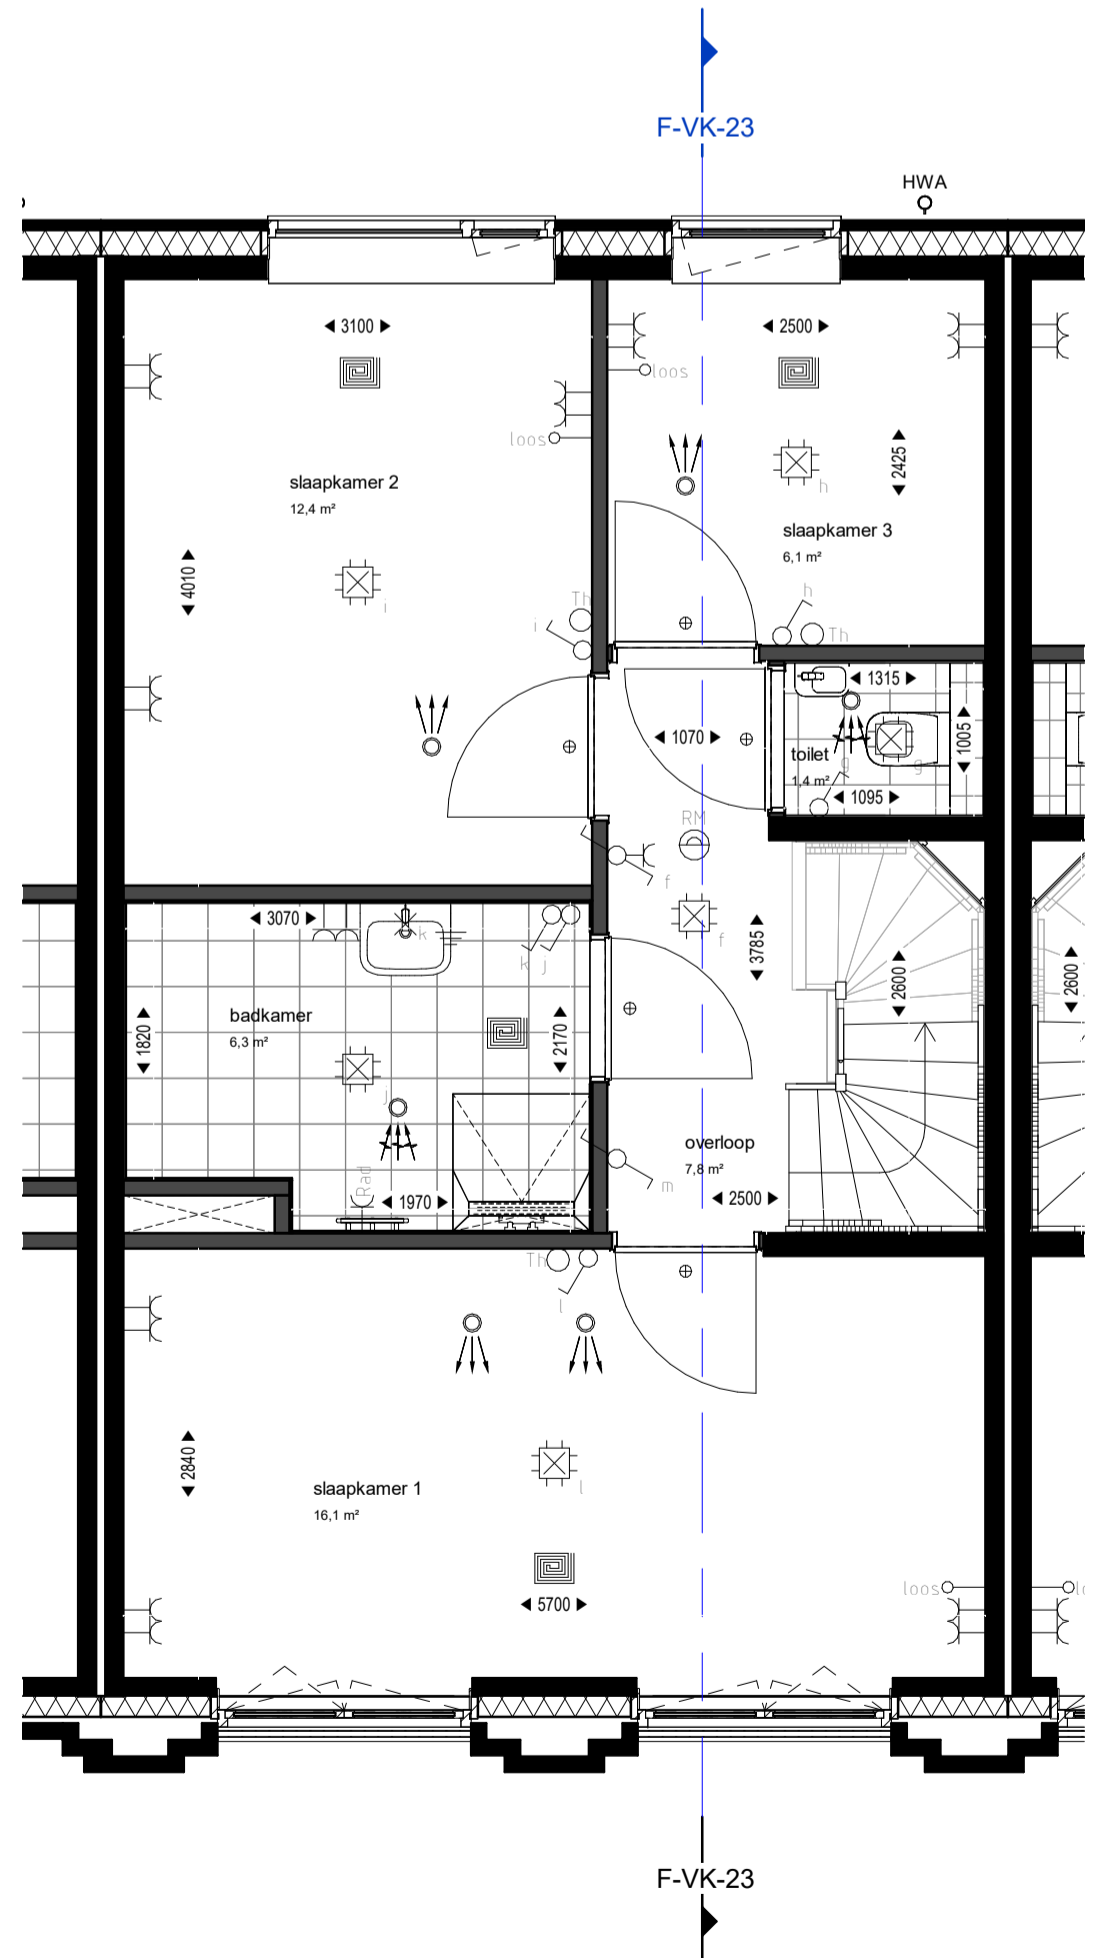 F-VK-23
HWA
3100
2500
loos
loos
2425
slaapkamer 2
12,4 m²
h
slaapkamer 3
6,1 m²
4010
i
Th
i
h
Th
1315
1070
1005
toilet
1,4 m²
g
g
1095
RM
f
3070
k
f
3785
k
j
2600
2600
badkamer
6,3 m²
1820
2170
j
overloop
7,8 m²
Rad
m
1970
2500
Th
l
2840
slaapkamer 1
16,1 m²
l
5700
loos
F-VK-23